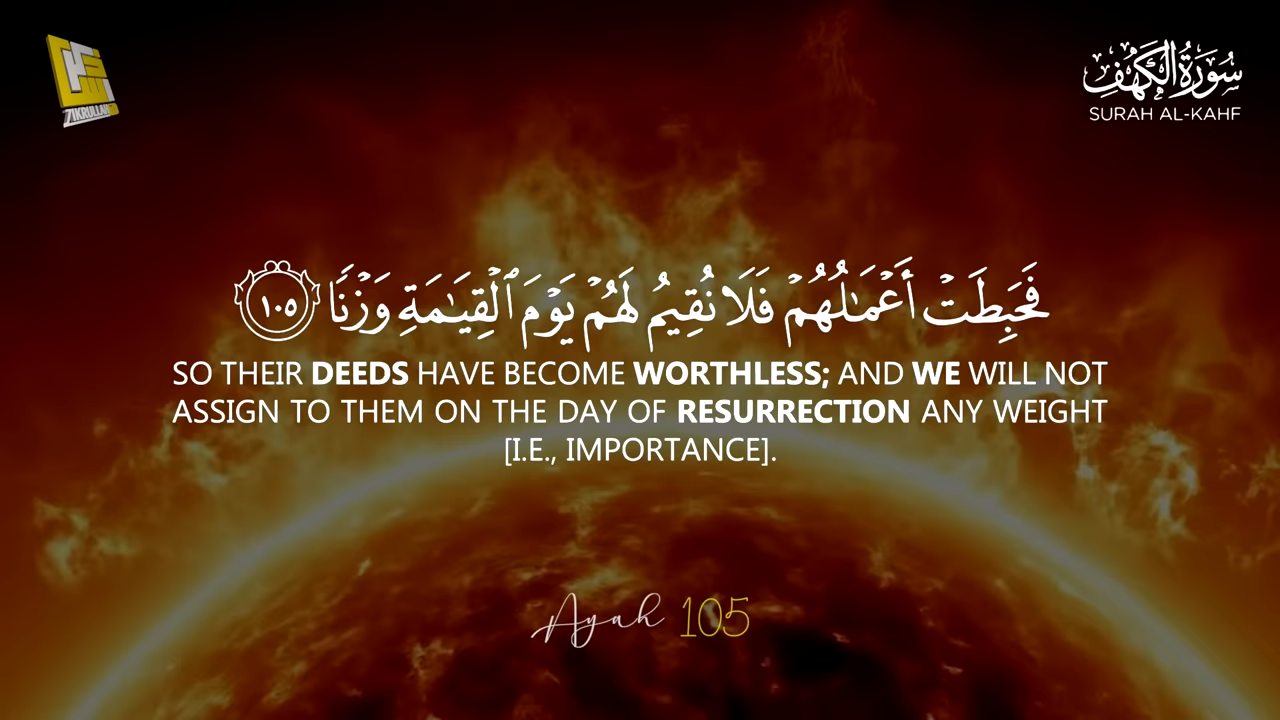 ZIKRULLAH
سُورَةُ الكَهْفِ
SURAH AL-KAHF
فَحَبِطَتْ أَعْمَـٰلُهُمْ فَلَا نُقِيمُ لَهُمْ يَوْمَ ٱلْقِيَـٰمَةِ وَزْنًا ١٠٥
SO THEIR DEEDS HAVE BECOME WORTHLESS; AND WE WILL NOT
ASSIGN TO THEM ON THE DAY OF RESURRECTION ANY WEIGHT
[I.E., IMPORTANCE].
Ayah 105